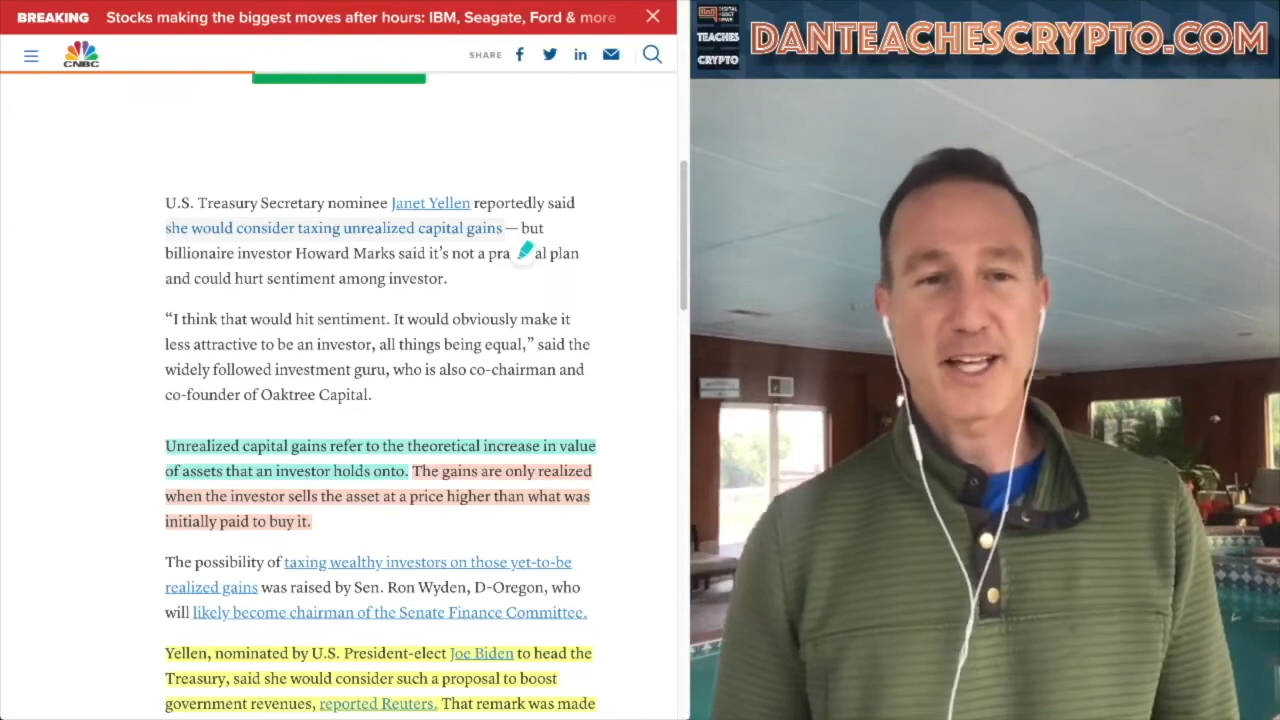 BREAKING Stocks making the biggest moves after hours: IBM, Seagate, Ford & more
CNBC
SHARE
U.S. Treasury Secretary nominee Janet Yellen reportedly said
she would consider taxing unrealized capital gains — but
billionaire investor Howard Marks said it's not a pra al plan
and could hurt sentiment among investor.
“I think that would hit sentiment. It would obviously make it
less attractive to be an investor, all things being equal,” said the
widely followed investment guru, who is also co-chairman and
co-founder of Oaktree Capital.
Unrealized capital gains refer to the theoretical increase in value
of assets that an investor holds onto. The gains are only realized
when the investor sells the asset at a price higher than what was
initially paid to buy it.
The possibility of taxing wealthy investors on those yet-to-be
realized gains was raised by Sen. Ron Wyden, D-Oregon, who
will likely become chairman of the Senate Finance Committee.
Yellen, nominated by U.S. President-elect Joe Biden to head the
Treasury, said she would consider such a proposal to boost
government revenues, reported Reuters. That remark was made
DIGITAL
ASSET
NEWS
TEACHES
CRYPTO
DANTEACHESCRYPTO.COM